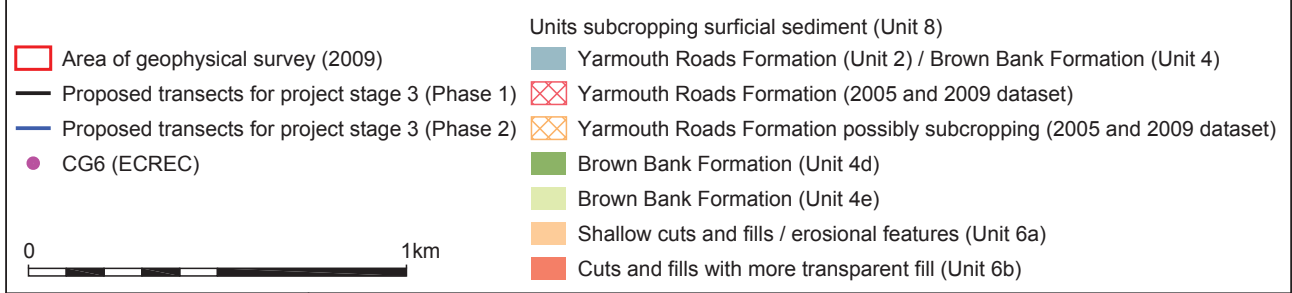 Area of geophysical survey (2009)
Proposed transects for project stage 3 (Phase 1)
Proposed transects for project stage 3 (Phase 2)
CG6 (ECREC)
0 1km
Units subcropping surficial sediment (Unit 8)
Yarmouth Roads Formation (Unit 2) / Brown Bank Formation (Unit 4)
Yarmouth Roads Formation (2005 and 2009 dataset)
Yarmouth Roads Formation possibly subcropping (2005 and 2009 dataset)
Brown Bank Formation (Unit 4d)
Brown Bank Formation (Unit 4e)
Shallow cuts and fills / erosional features (Unit 6a)
Cuts and fills with more transparent fill (Unit 6b)